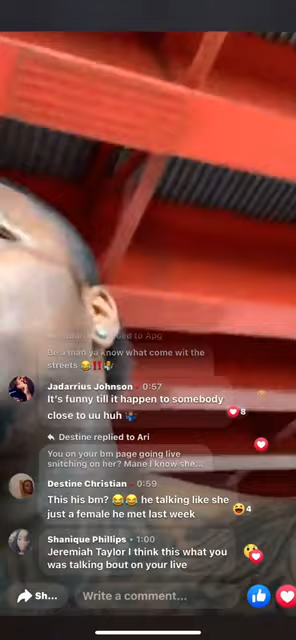 to Apg
Be a man ya know what come wit the
streets 😂‼️🤷‍♂️
Jadarrius Johnson · 0:57
It's funny till it happen to somebody
close to uu huh 🤷‍♂️
8
Destine replied to Ari
You on your bm page going live
snitching on her? Mane I know she...
Destine Christian · 0:59
This his bm? 😂😂 he talking like she
just a female he met last week
4
Shanique Phillips · 1:00
Jeremiah Taylor I think this what you
was talking bout on your live
Sh...
Write a comment...